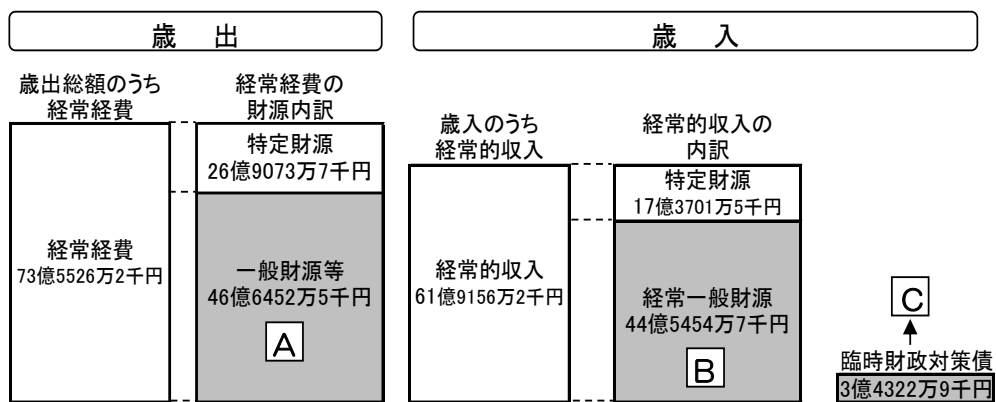 歳 出
歳 入
歳出総額のうち
経常経費
経常経費の
財源内訳
特定財源
26億9073万7千円
経常経費
73億5526万2千円
一般財源等
46億6452万5千円
A
歳入のうち
経常的収入
経常的収入の
内訳
特定財源
17億3701万5千円
経常的収入
61億9156万2千円
経常一般財源
44億5454万7千円
B
C
臨時財政対策債
3億4322万9千円